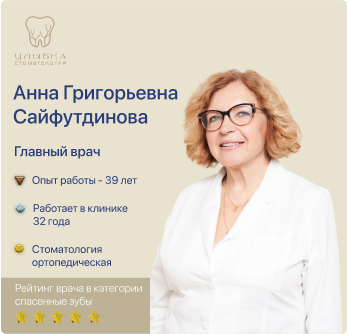 УЛЫБКА
СТОМАТОЛОГИЯ
Анна Григорьевна
Сайфутдинова
Главный врач
Опыт работы - 39 лет
Работает в клинике
32 года
Стоматология
ортопедическая
Рейтинг врача в категории
спасенные зубы